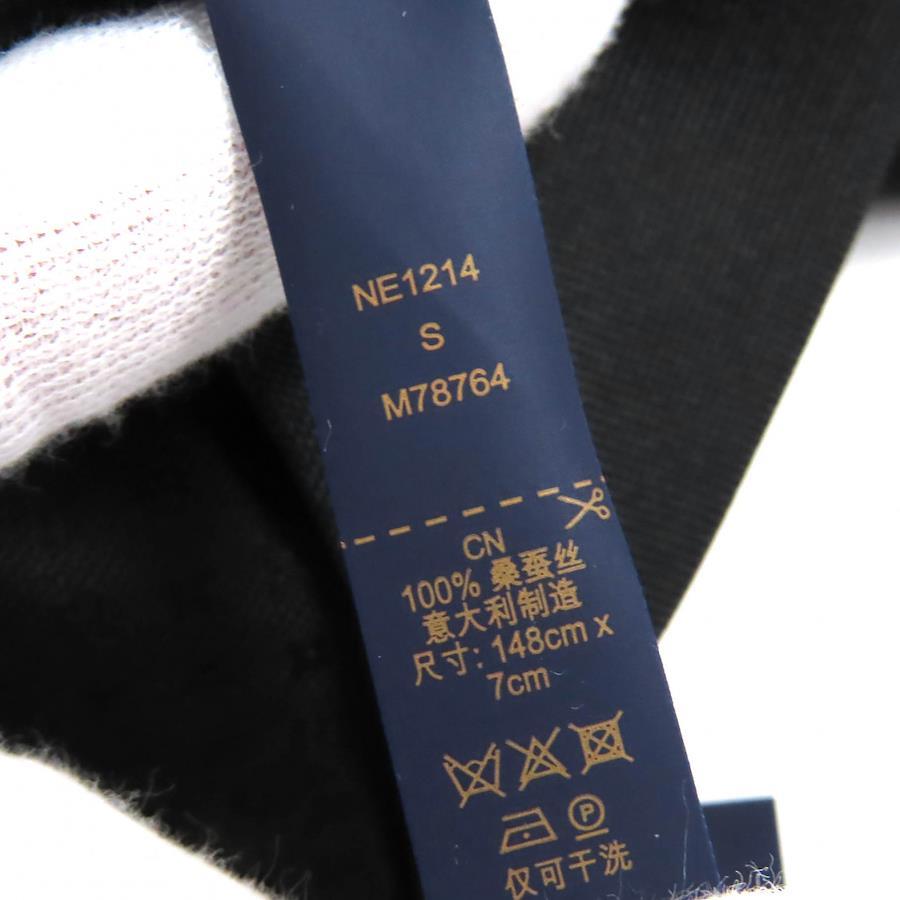 NE1214
S
M78764
CN
100% 桑蚕丝
意大利制造
尺寸: 148cm x
7cm
P
仅可干洗